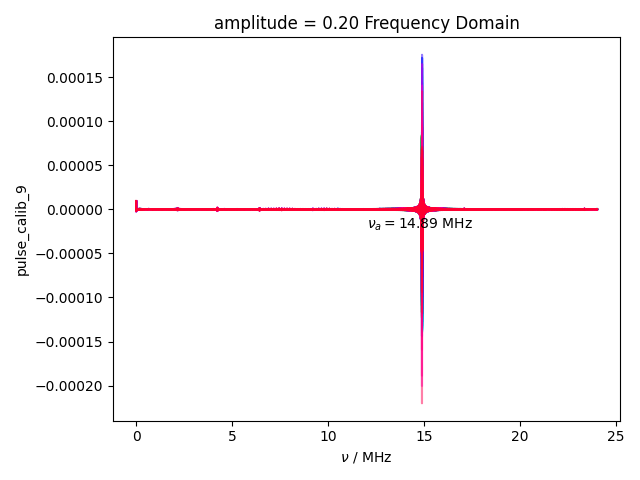 amplitude = 0.20 Frequency Domain
pulse_calib_9
0.00015
0.00010
0.00005
0.00000
−0.00005
−0.00010
−0.00015
−0.00020
νₐ = 14.89 MHz
0 5 10 15 20 25
ν / MHz